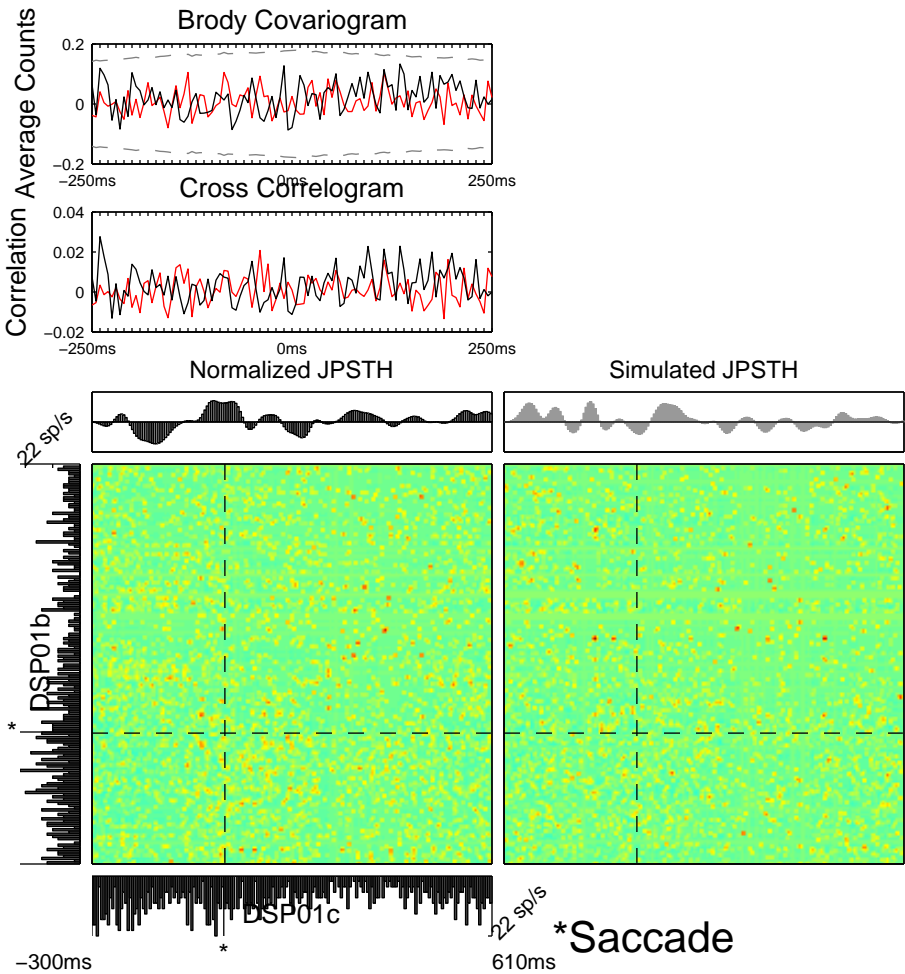 Brody Covariogram
Average Counts
0.2
0
−0.2
−250ms
0ms
250ms
Cross Correlogram
Correlation
0.04
0.02
0
−0.02
−250ms
0ms
250ms
Normalized JPSTH
Simulated JPSTH
22 sp/s
DSP01b
*
DSP01c
22 sp/s
*
*Saccade
−300ms
610ms